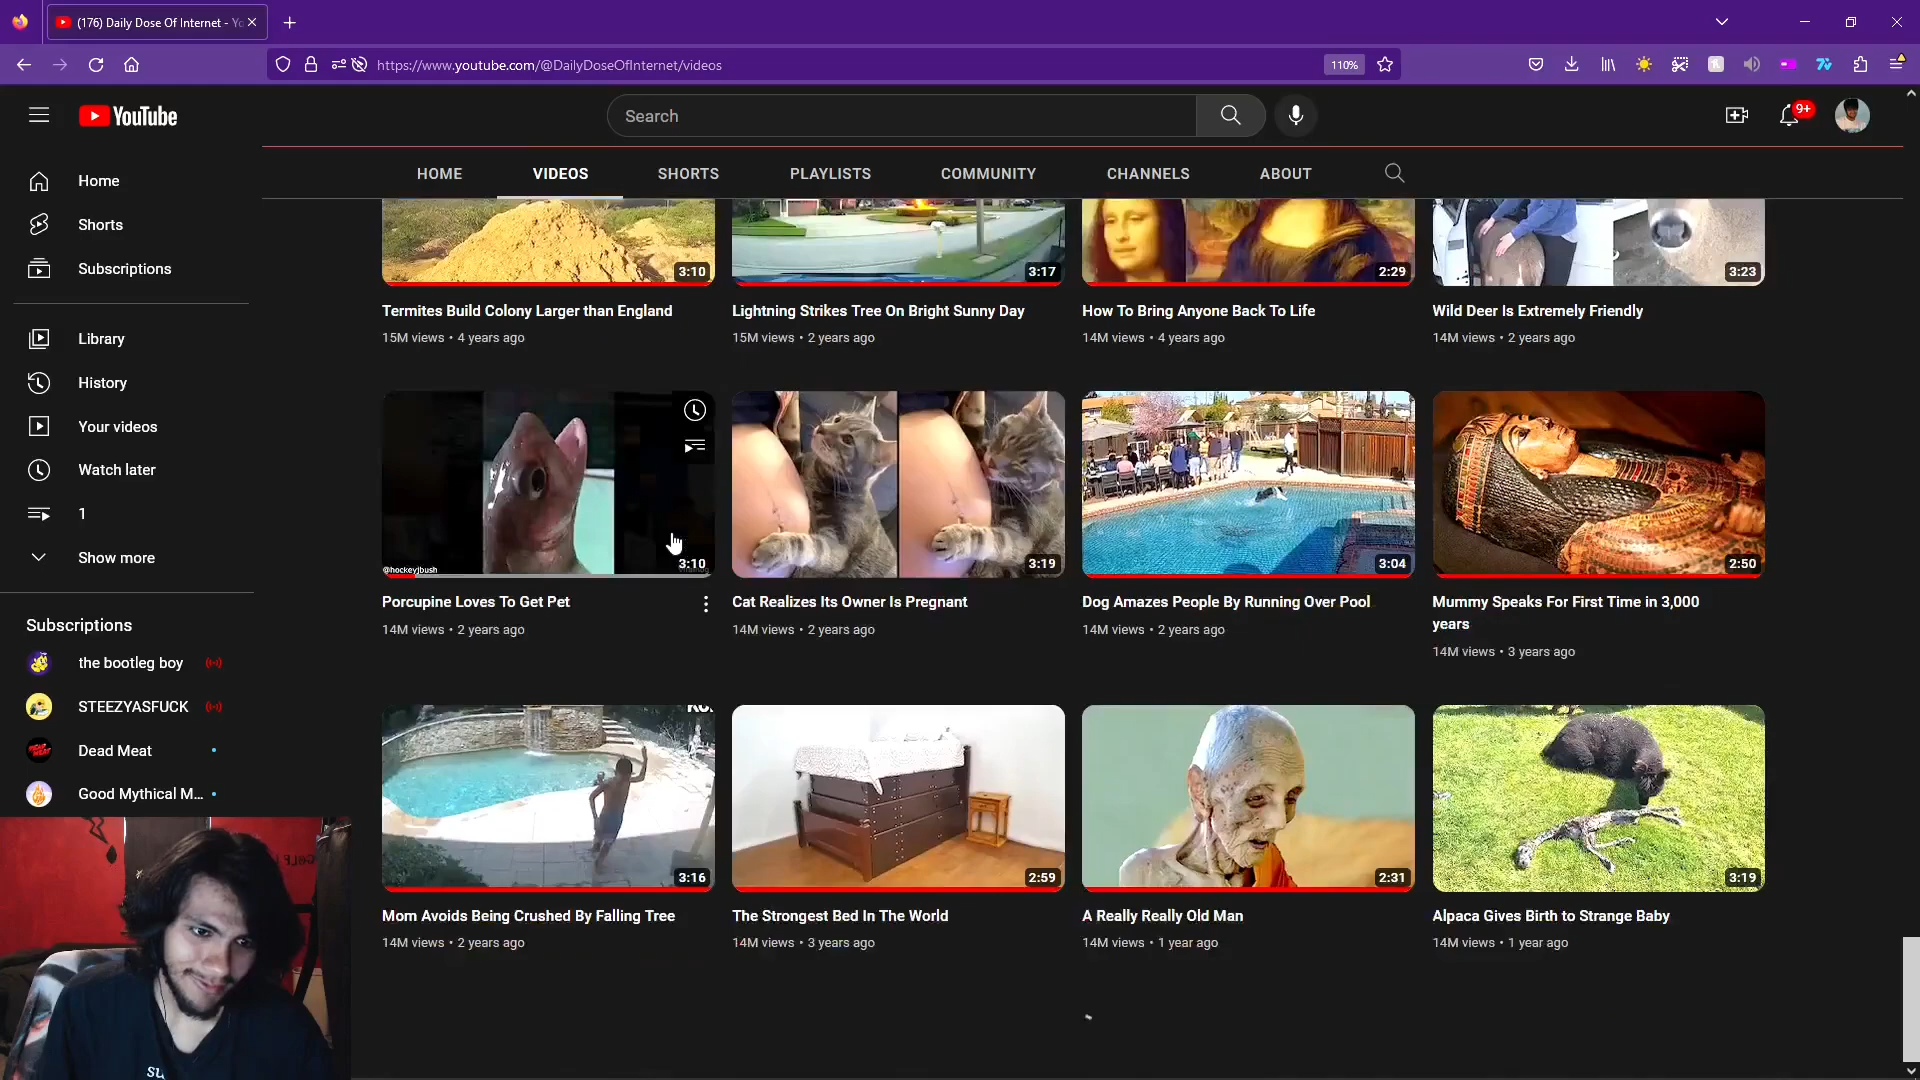 (176) Daily Dose Of Internet - Yo
https://www.youtube.com/@DailyDoseOfInternet/videos
110%
YouTube
Search
9+
HOME
VIDEOS
SHORTS
PLAYLISTS
COMMUNITY
CHANNELS
ABOUT
Home
Shorts
Subscriptions
Library
History
Your videos
Watch later
1
Show more
Subscriptions
the bootleg boy
STEEZYASFUCK
Dead Meat
Good Mythical M...
3:10
3:17
2:29
3:23
Termites Build Colony Larger than England
Lightning Strikes Tree On Bright Sunny Day
How To Bring Anyone Back To Life
Wild Deer Is Extremely Friendly
15M views • 4 years ago
15M views • 2 years ago
14M views • 4 years ago
14M views • 2 years ago
@hockeyjbush
3:10
3:19
3:04
2:50
Porcupine Loves To Get Pet
Cat Realizes Its Owner Is Pregnant
Dog Amazes People By Running Over Pool
Mummy Speaks For First Time in 3,000
years
14M views • 2 years ago
14M views • 2 years ago
14M views • 2 years ago
14M views • 3 years ago
3:16
2:59
2:31
3:19
Mom Avoids Being Crushed By Falling Tree
The Strongest Bed In The World
A Really Really Old Man
Alpaca Gives Birth to Strange Baby
14M views • 2 years ago
14M views • 3 years ago
14M views • 1 year ago
14M views • 1 year ago